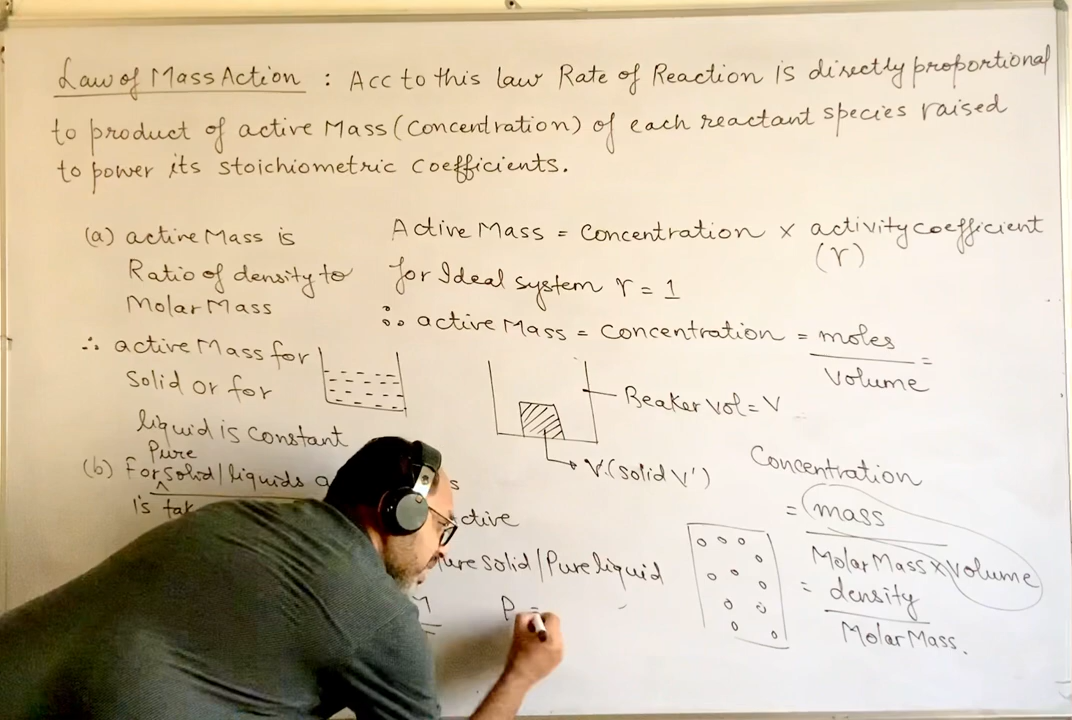 Law of Mass Action : Acc to this law Rate of Reaction is directly proportional
to product of active Mass (Concentration) of each reactant species raised
to power its stoichiometric coefficients.
(a) active Mass is
Ratio of density to
Molar Mass
∴ active Mass for
Solid or for
liquid is Constant
Pure
(b) For solid/liquids
is
Active Mass = Concentration × activity coefficient
(γ)
for Ideal system γ = 1
∴ active Mass = Concentration = moles
=
Volume
Beaker Vol = V
V'(solid V')
Concentration
= mass
Molar Mass × Volume
= density
Molar Mass.
solid/Pure liquid
P =